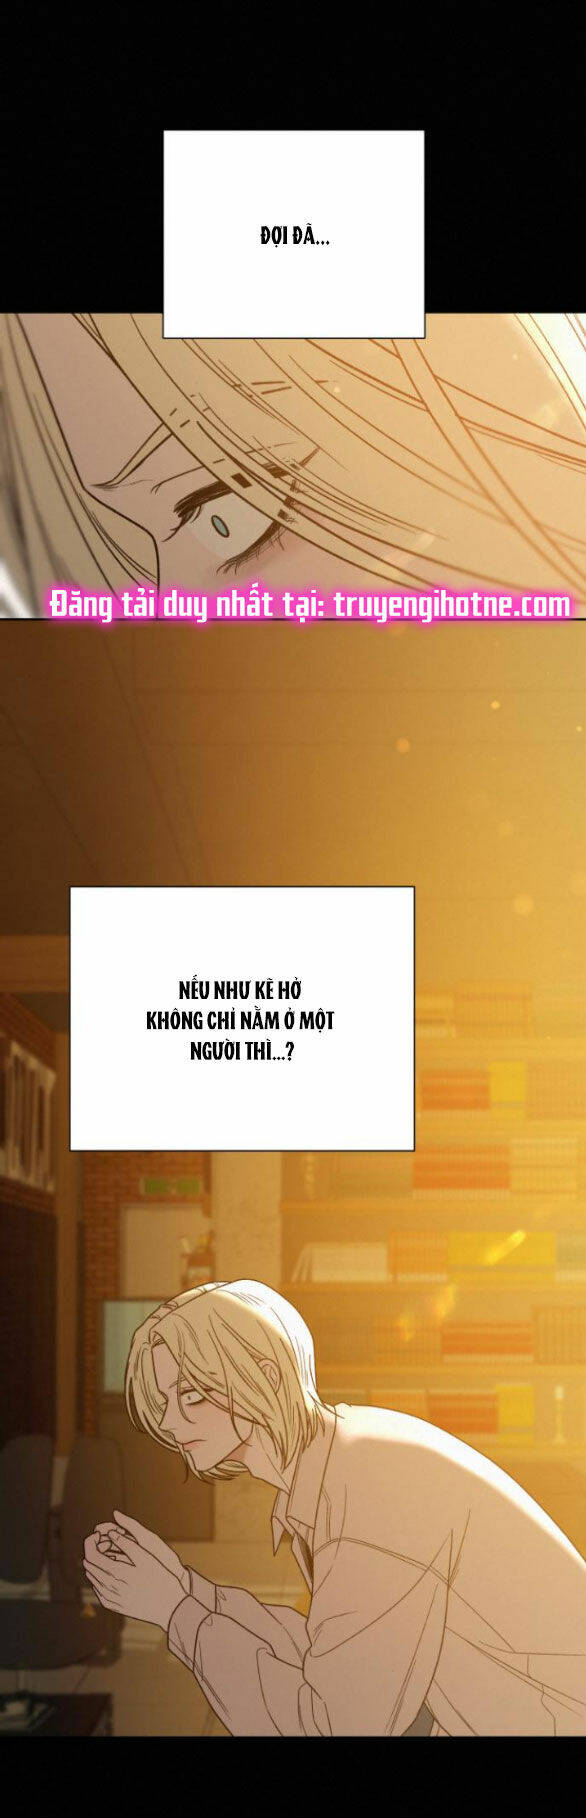 ĐỢI ĐÃ...
Đăng tải duy nhất tại: truyengihotne.com
NẾU NHƯ KẼ HỞ
KHÔNG CHỈ NẰM Ở MỘT
NGƯỜI THÌ...?